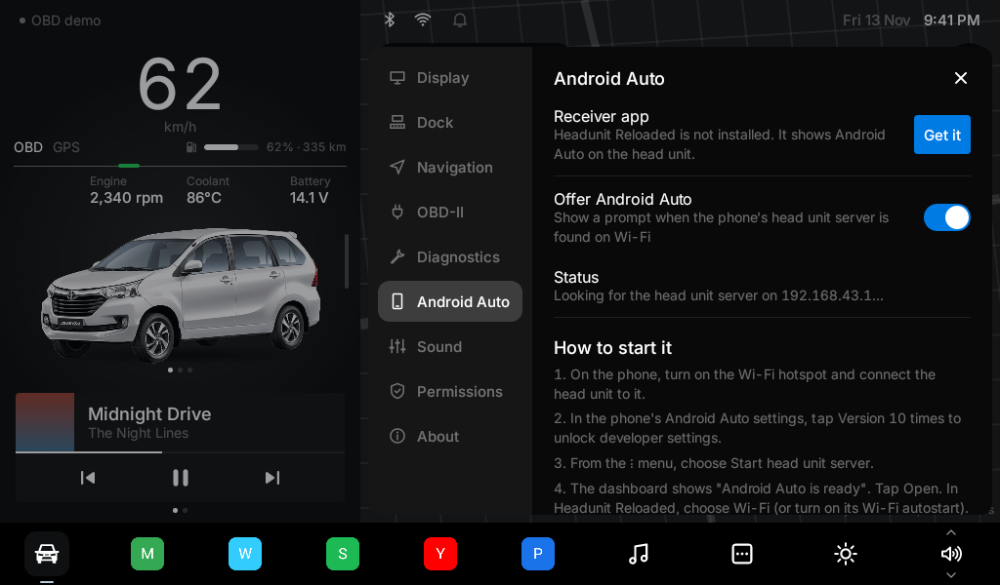 OBD demo
Fri 13 Nov 9:41 PM
62
km/h
OBD GPS
62% · 335 km
Engine Coolant Battery
2,340 rpm 86°C 14.1 V
Midnight Drive
The Night Lines
Display
Dock
Navigation
OBD-II
Diagnostics
Android Auto
Sound
Permissions
About
Android Auto
Receiver app
Headunit Reloaded is not installed. It shows Android
Auto on the head unit.
Get it
Offer Android Auto
Show a prompt when the phone's head unit server is
found on Wi-Fi
Status
Looking for the head unit server on 192.168.43.1...
How to start it
1. On the phone, turn on the Wi-Fi hotspot and connect the
head unit to it.
2. In the phone's Android Auto settings, tap Version 10 times to
unlock developer settings.
3. From the ⋮ menu, choose Start head unit server.
4. The dashboard shows "Android Auto is ready". Tap Open. In
Headunit Reloaded, choose Wi-Fi (or turn on its Wi-Fi autostart).
M W S Y P